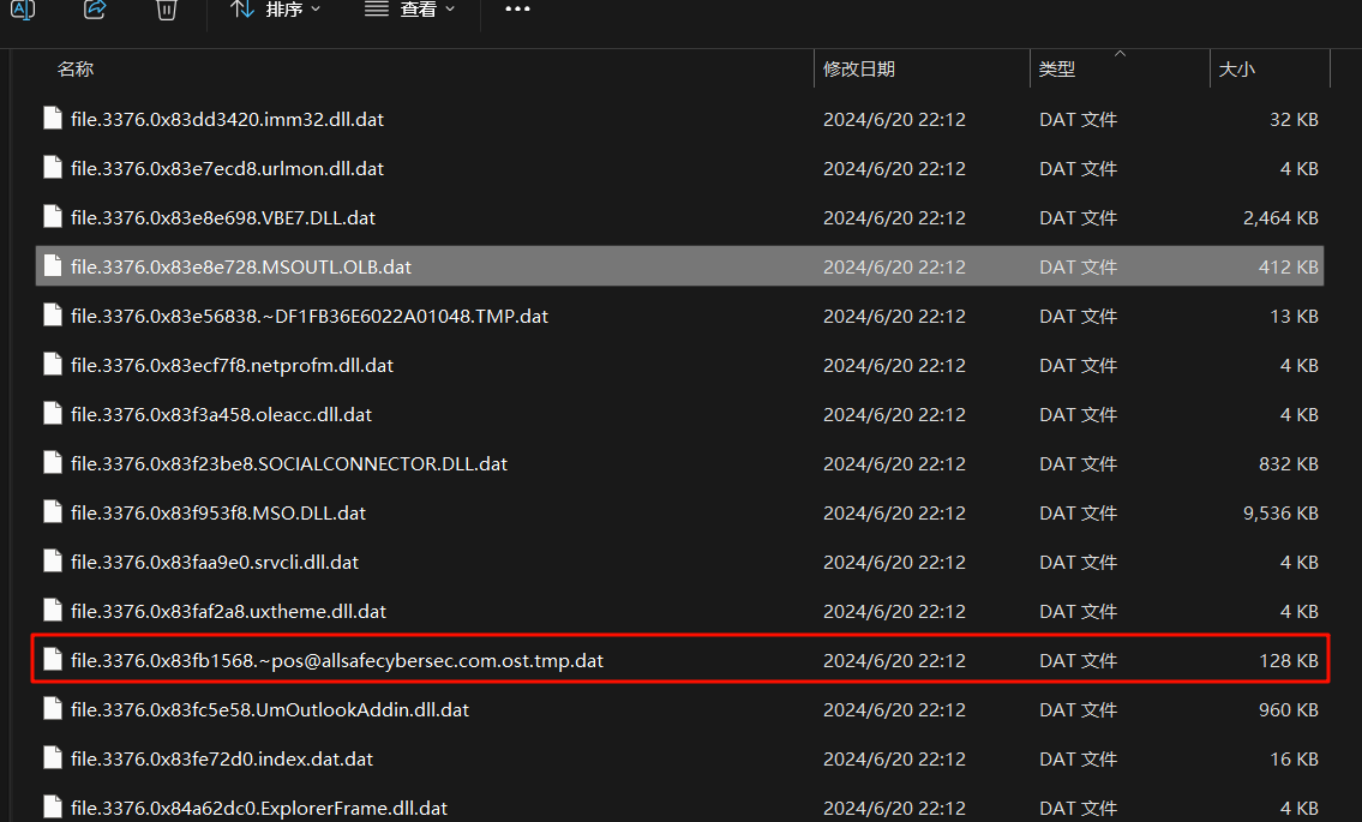 排序 查看
名称 修改日期 类型 大小
file.3376.0x83dd3420.imm32.dll.dat 2024/6/20 22:12 DAT 文件 32 KB
file.3376.0x83e7ecd8.urlmon.dll.dat 2024/6/20 22:12 DAT 文件 4 KB
file.3376.0x83e8e698.VBE7.DLL.dat 2024/6/20 22:12 DAT 文件 2,464 KB
file.3376.0x83e8e728.MSOUTL.OLB.dat 2024/6/20 22:12 DAT 文件 412 KB
file.3376.0x83e56838.~DF1FB36E6022A01048.TMP.dat 2024/6/20 22:12 DAT 文件 13 KB
file.3376.0x83ecf7f8.netprofm.dll.dat 2024/6/20 22:12 DAT 文件 4 KB
file.3376.0x83f3a458.oleacc.dll.dat 2024/6/20 22:12 DAT 文件 4 KB
file.3376.0x83f23be8.SOCIALCONNECTOR.DLL.dat 2024/6/20 22:12 DAT 文件 832 KB
file.3376.0x83f953f8.MSO.DLL.dat 2024/6/20 22:12 DAT 文件 9,536 KB
file.3376.0x83faa9e0.srvcli.dll.dat 2024/6/20 22:12 DAT 文件 4 KB
file.3376.0x83faf2a8.uxtheme.dll.dat 2024/6/20 22:12 DAT 文件 4 KB
file.3376.0x83fb1568.~pos@allsafecybersec.com.ost.tmp.dat 2024/6/20 22:12 DAT 文件 128 KB
file.3376.0x83fc5e58.UmOutlookAddin.dll.dat 2024/6/20 22:12 DAT 文件 960 KB
file.3376.0x83fe72d0.index.dat.dat 2024/6/20 22:12 DAT 文件 16 KB
file.3376.0x84a62dc0.ExplorerFrame.dll.dat 2024/6/20 22:12 DAT 文件 4 KB